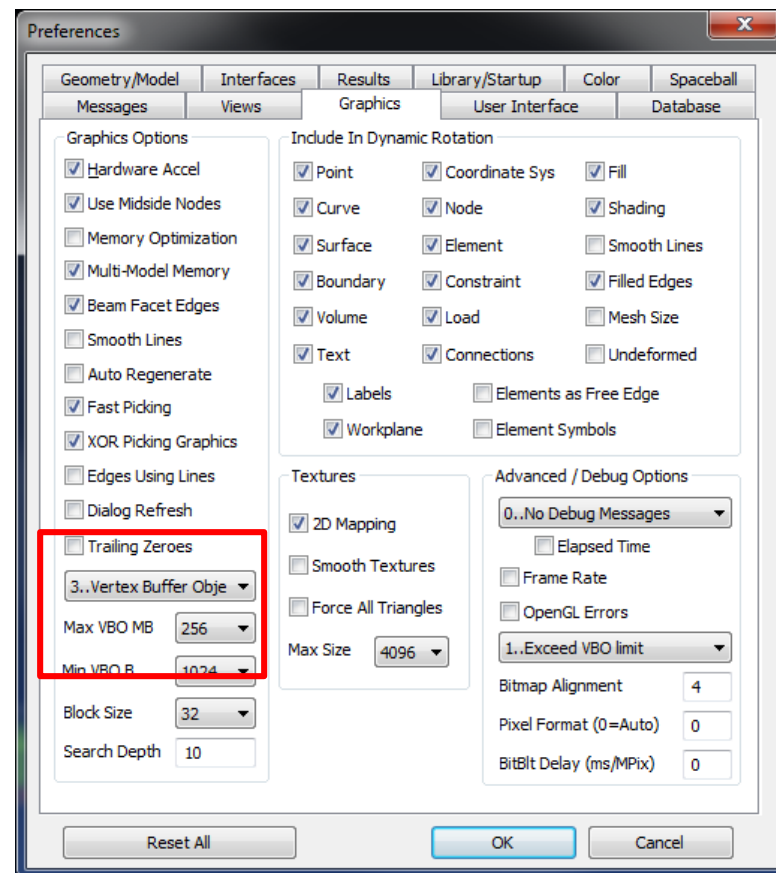 Preferences
X
Geometry/Model Interfaces Results Library/Startup Color Spaceball
Messages Views Graphics User Interface Database
Graphics Options
Hardware Accel
Use Midside Nodes
Memory Optimization
Multi-Model Memory
Beam Facet Edges
Smooth Lines
Auto Regenerate
Fast Picking
XOR Picking Graphics
Edges Using Lines
Dialog Refresh
Trailing Zeroes
3..Vertex Buffer Obje
Max VBO MB 256
Min VBO B 1024
Block Size 32
Search Depth 10
Include In Dynamic Rotation
Point Coordinate Sys Fill
Curve Node Shading
Surface Element Smooth Lines
Boundary Constraint Filled Edges
Volume Load Mesh Size
Text Connections Undeformed
Labels Elements as Free Edge
Workplane Element Symbols
Textures
2D Mapping
Smooth Textures
Force All Triangles
Max Size 4096
Advanced / Debug Options
0..No Debug Messages
Elapsed Time
Frame Rate
OpenGL Errors
1..Exceed VBO limit
Bitmap Alignment 4
Pixel Format (0=Auto) 0
BitBlt Delay (ms/MPix) 0
Reset All OK Cancel